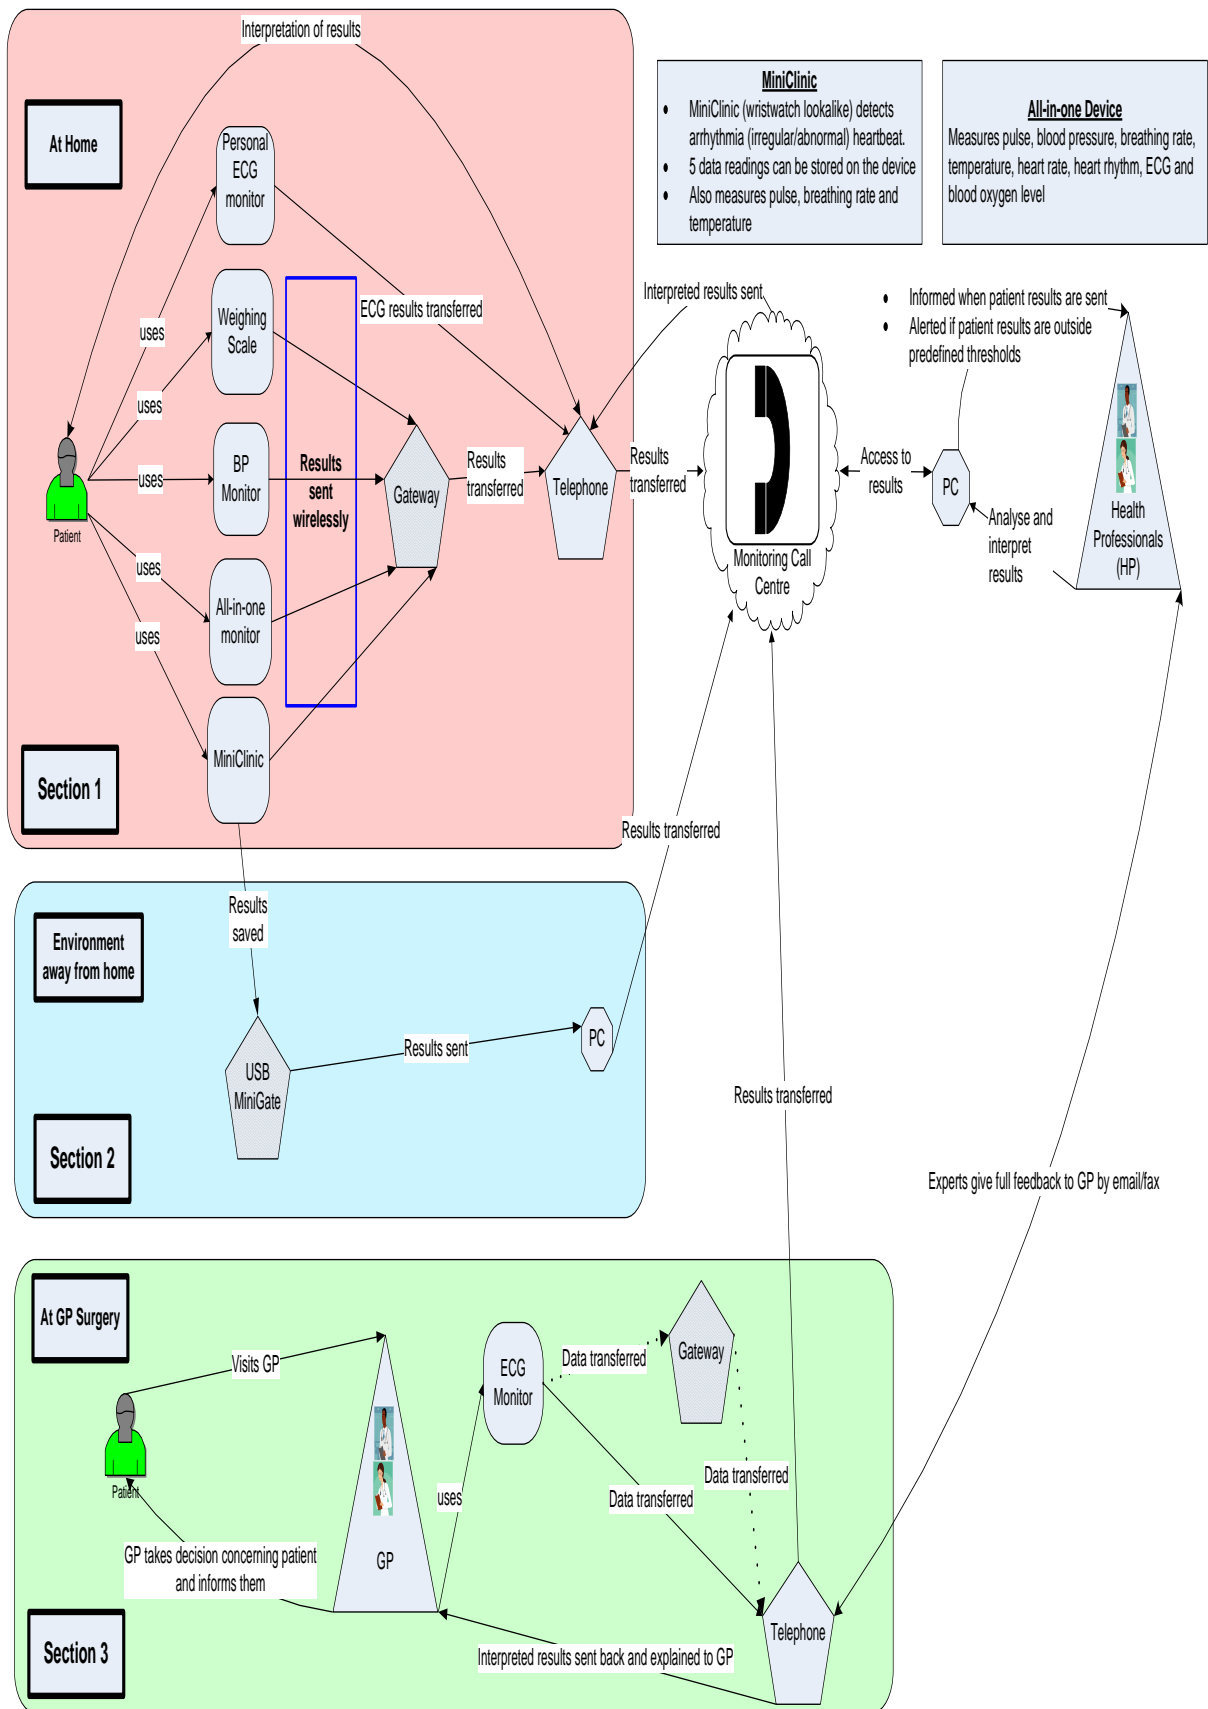 Interpretation of results
At Home
Personal
ECG
monitor
MiniClinic
MiniClinic (wristwatch lookalike) detects
arrhythmia (irregular/abnormal) heartbeat.
5 data readings can be stored on the device
Also measures pulse, breathing rate and
temperature
All-in-one Device
Measures pulse, blood pressure, breathing rate,
temperature, heart rate, heart rhythm, ECG and
blood oxygen level
uses
Weighing
Scale
ECG results transferred
Interpreted results sent
Informed when patient results are sent
Alerted if patient results are outside
predefined thresholds
uses
uses
BP
Monitor
Results
sent
wirelessly
Gateway
Results
transferred
Telephone
Results
transferred
Monitoring Call
Centre
Access to
results
PC
Analyse and
interpret
results
Health
Professionals
(HP)
Patient
uses
All-in-one
monitor
uses
MiniClinic
Section 1
Results transferred
Results
saved
Environment
away from home
USB
MiniGate
Results sent
PC
Section 2
Results transferred
Experts give full feedback to GP by email/fax
At GP Surgery
Visits GP
Patient
GP
uses
ECG
Monitor
Data transferred
Gateway
Data transferred
Data transferred
GP takes decision concerning patient
and informs them
Telephone
Interpreted results sent back and explained to GP
Section 3